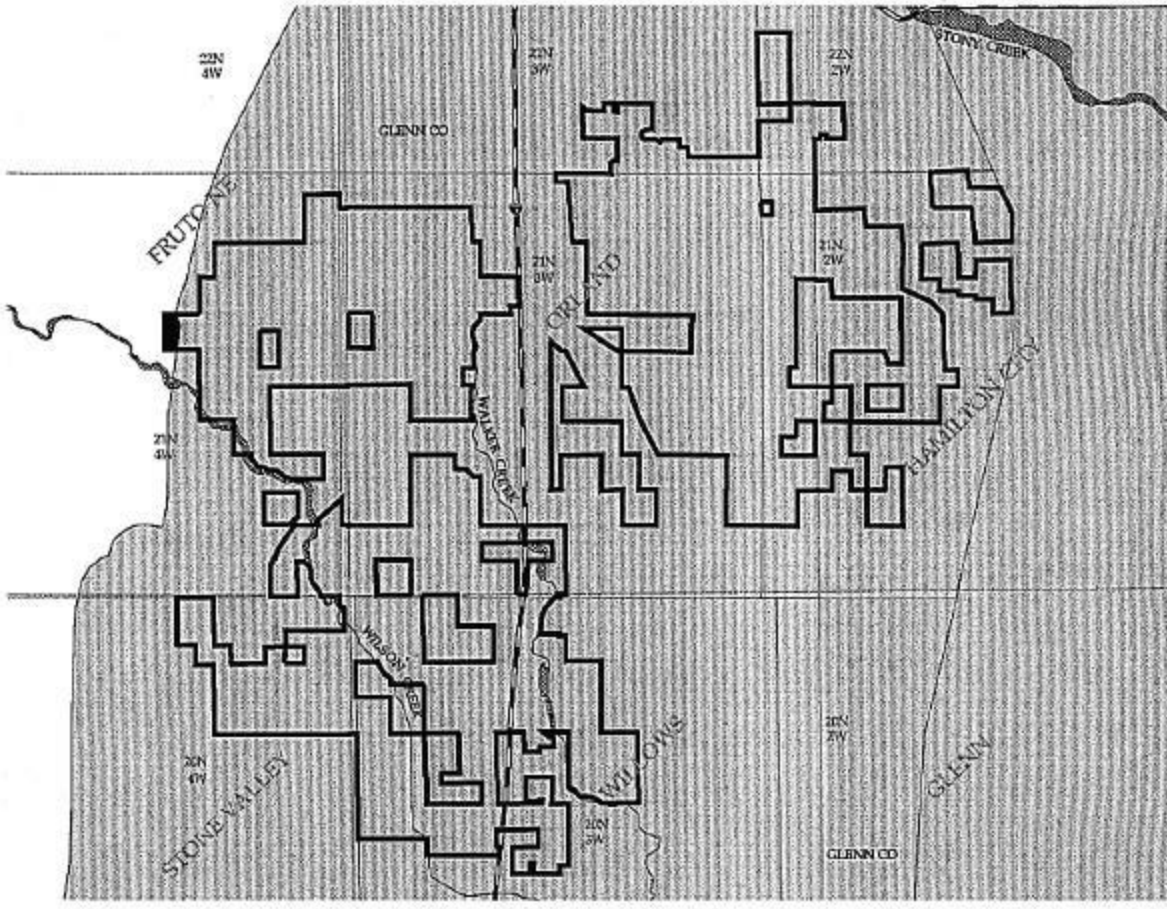 22N
4W
22N
3W
22N
2W
STONY CREEK
GLENN CO
FRUTO NE
21N
3W
ORLAND
21N
2W
HAMILTON CITY
WALKER CREEK
21N
4W
WILSON CREEK
20N
4W
STONE VALLEY
WILLOWS
20N
2W
GLENN
20N
3W
GLENN CO